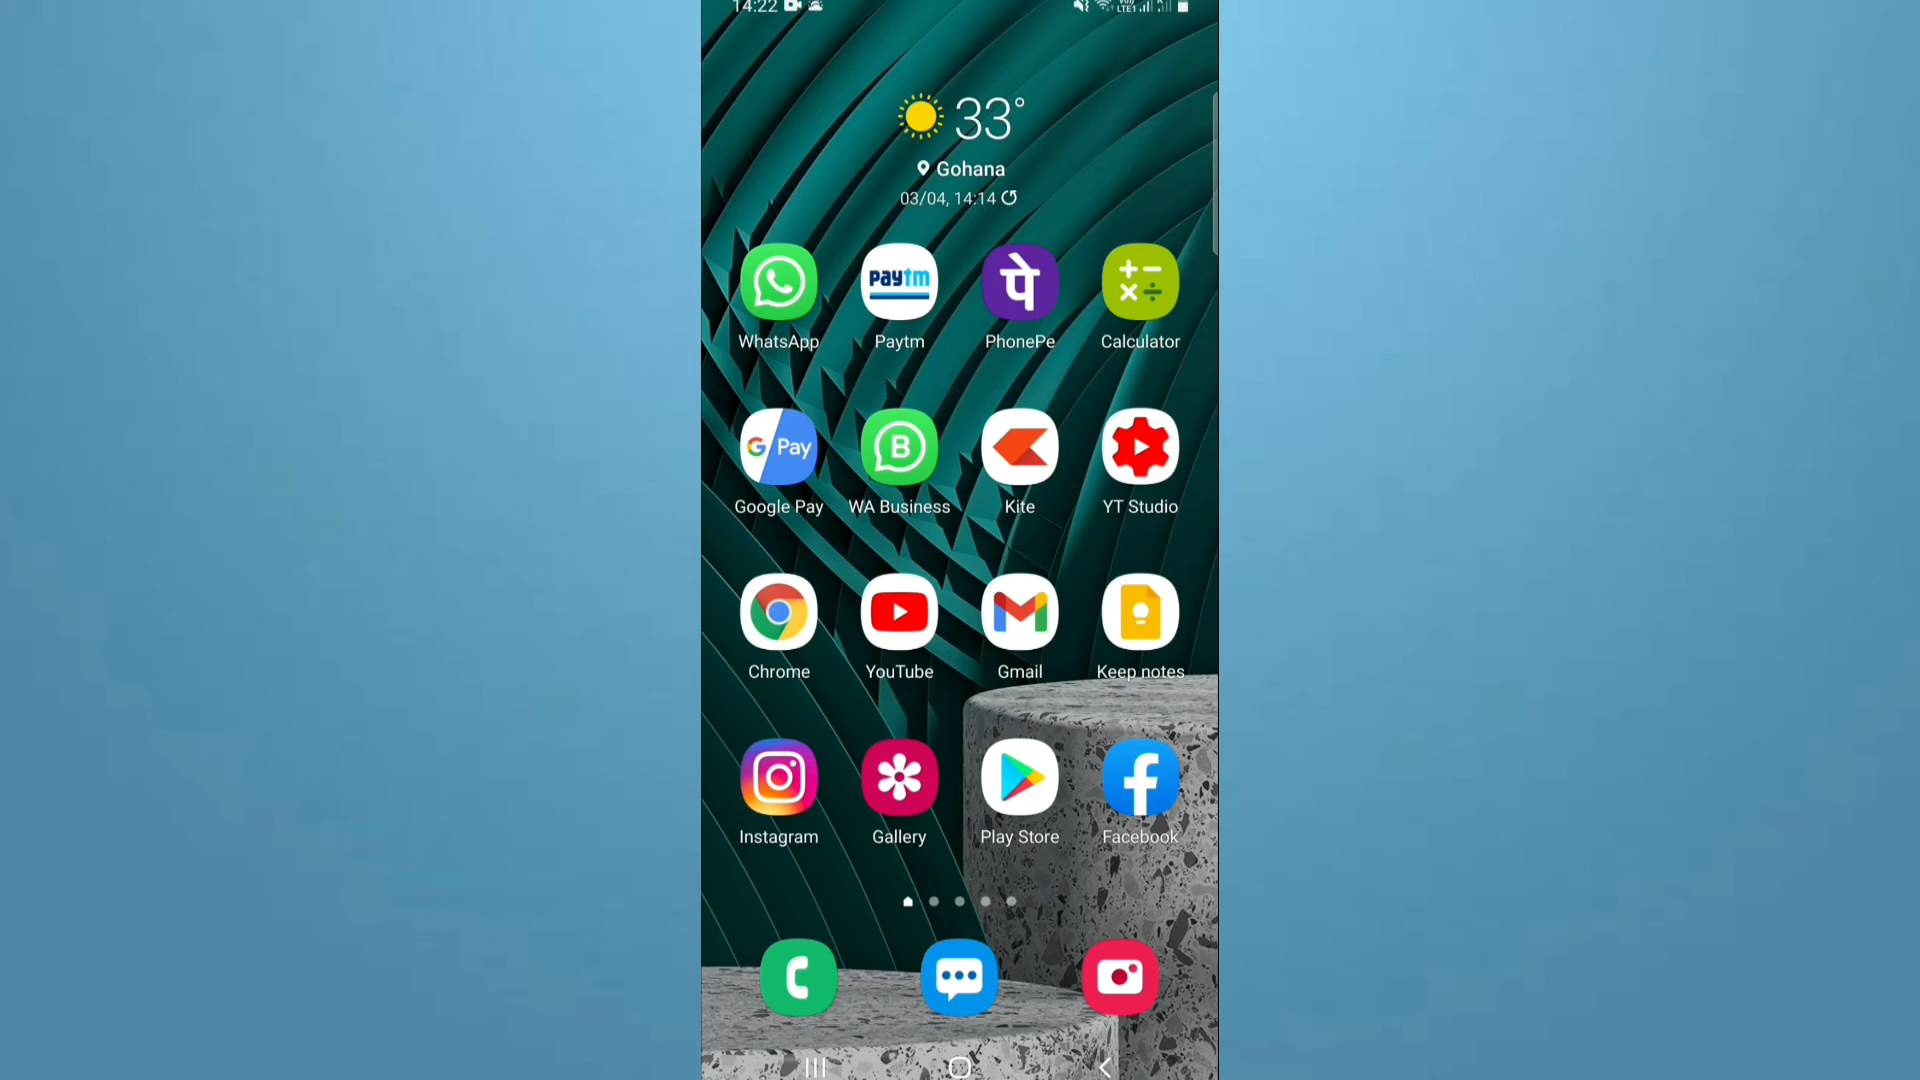 14:22
33°
Gohana
03/04, 14:14
paytm
पे
WhatsApp Paytm PhonePe Calculator
G Pay
B
Google Pay WA Business Kite YT Studio
Chrome YouTube Gmail Keep notes
Instagram Gallery Play Store Facebook